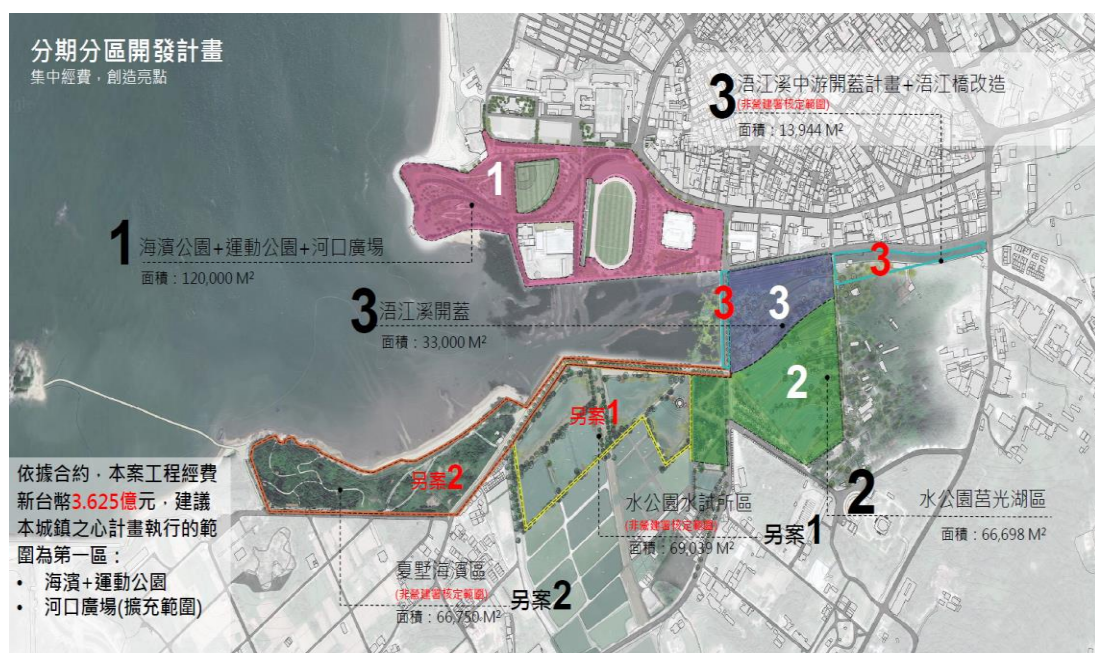 分期分區開發計畫
集中經費，創造亮點
3
浯江溪中游開蓋計畫+浯江橋改造
(非營建署核定範圍)
面積：13,944 M²
1
1
海濱公園+運動公園+河口廣場
面積：120,000 M²
3
3
3
3
浯江溪開蓋
面積：33,000 M²
2
另案1
另案2
依據合約，本案工程經費
新台幣3.625億元，建議
本城鎮之心計畫執行的範
圍為第一區：
• 海濱+運動公園
• 河口廣場(擴充範圍)
水公園水試所區
(非營建署核定範圍)
面積：69,039 M²
另案1
2
水公園莒光湖區
面積：66,698 M²
夏墅海濱區
(非營建署核定範圍)
面積：66,750 M²
另案2